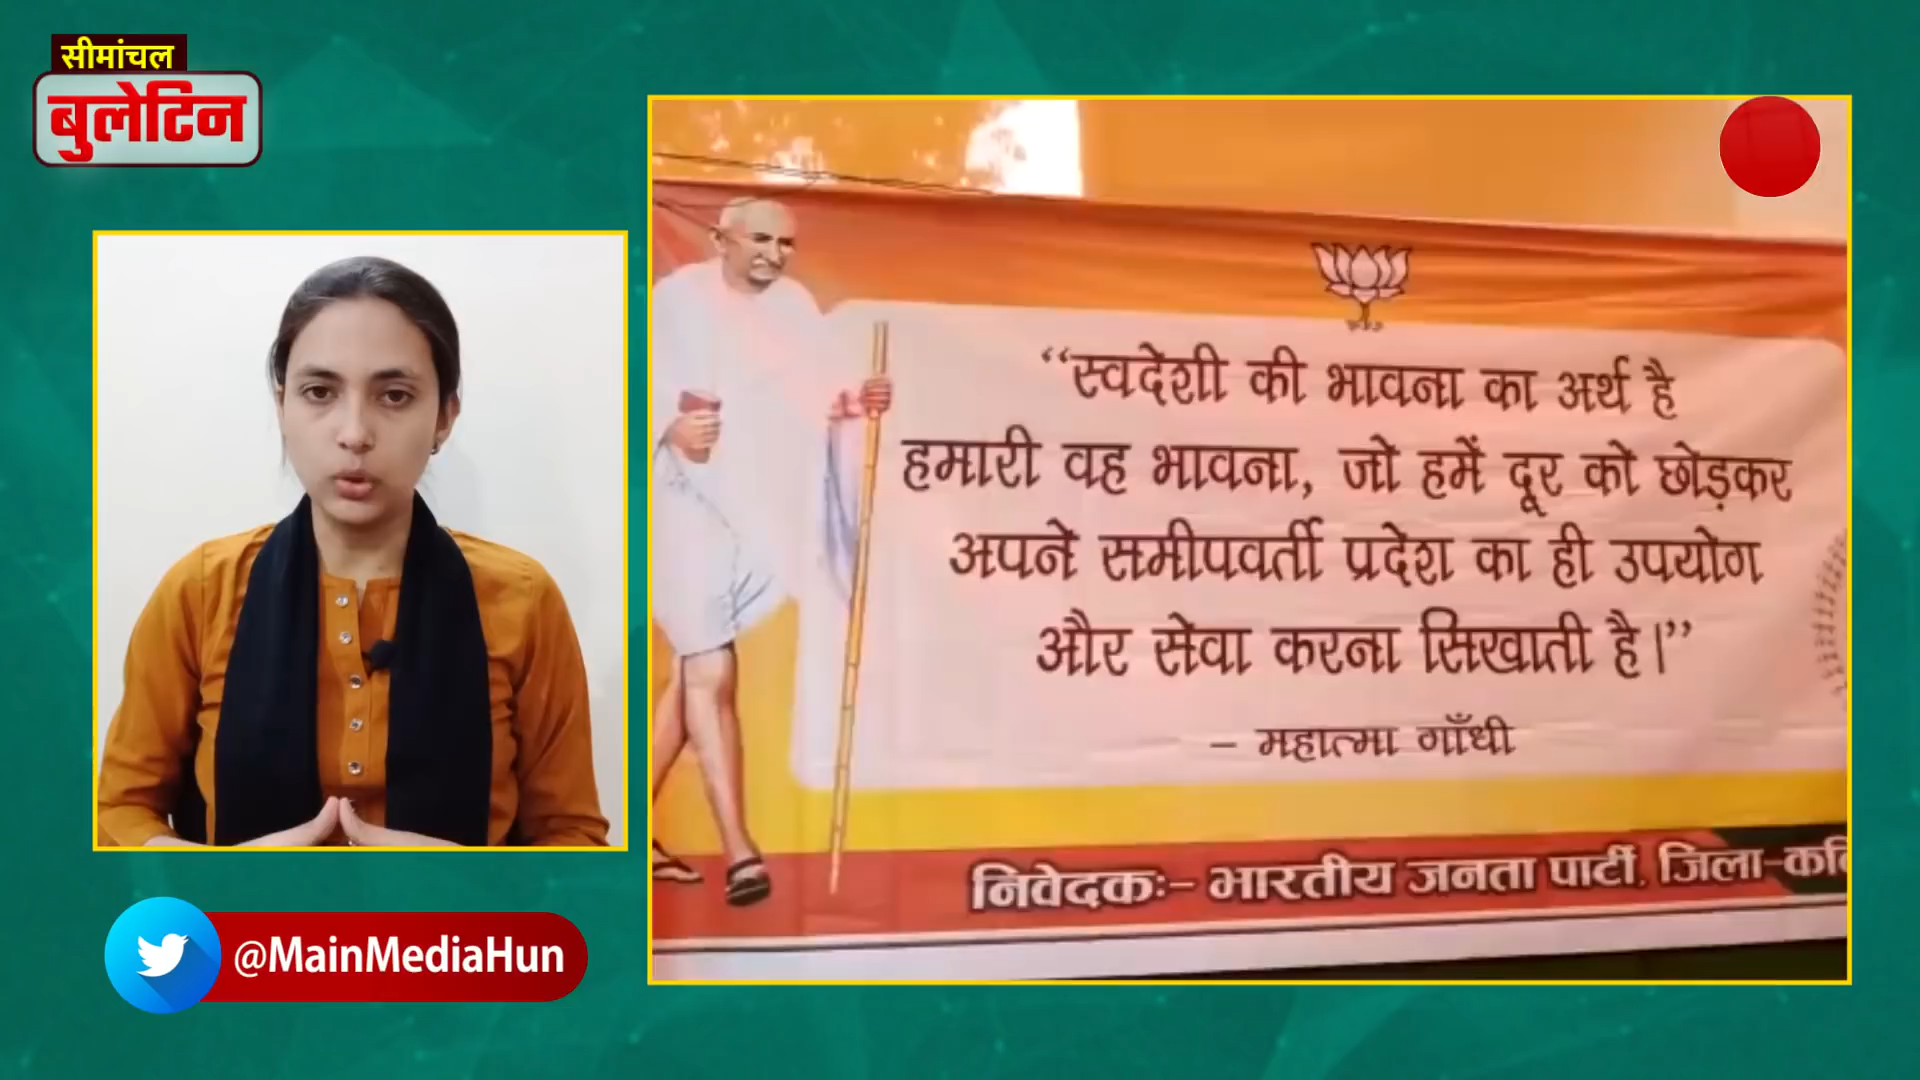 सीमांचल
बुलेटिन
“स्वदेशी की भावना का अर्थ है
हमारी वह भावना, जो हमें दूर को छोड़कर
अपने समीपवर्ती प्रदेश का ही उपयोग
और सेवा करना सिखाती है।”
– महात्मा गाँधी
निवेदकः– भारतीय जनता पार्टी, जिला-
@MainMediaHun